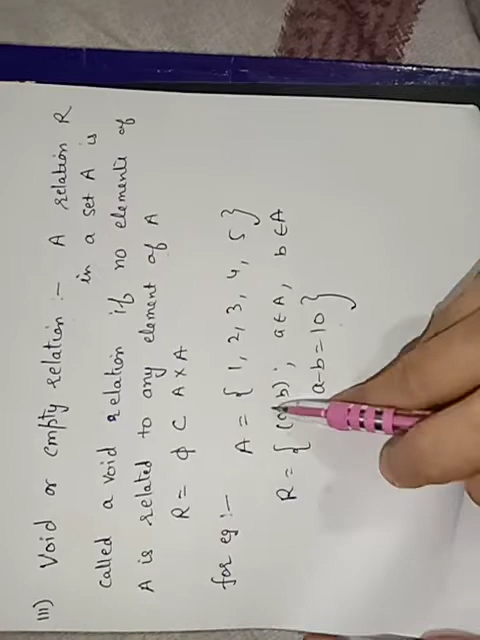 III) Void or empty relation :- A relation R
in a set A is
called a void relation if no elements of
A is related to any element of A
R = ϕ ⊂ A × A
for eg :- A = { 1, 2, 3, 4, 5 }
R = { (a, b) ; a ∈ A, b ∈ A
a-b = 10 }